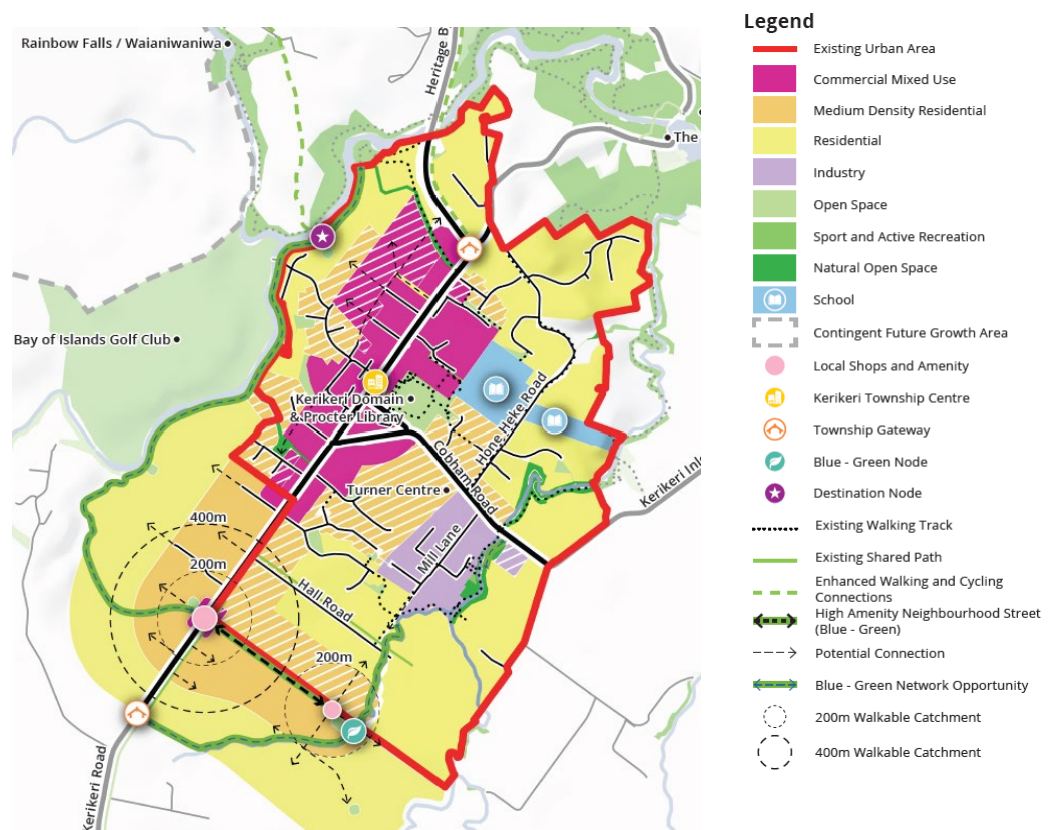 Rainbow Falls / Waianiwaniwa
Heritage B
The
Bay of Islands Golf Club
Kerikeri Domain
& Procter Library
Hone Heke Road
Cobham Road
Turner Centre
Kerikeri Inl
Mill Lane
400m
200m
Hall Road
200m
Kerikeri Road
Legend
Existing Urban Area
Commercial Mixed Use
Medium Density Residential
Residential
Industry
Open Space
Sport and Active Recreation
Natural Open Space
School
Contingent Future Growth Area
Local Shops and Amenity
Kerikeri Township Centre
Township Gateway
Blue - Green Node
Destination Node
Existing Walking Track
Existing Shared Path
Enhanced Walking and Cycling
Connections
High Amenity Neighbourhood Street
(Blue - Green)
Potential Connection
Blue - Green Network Opportunity
200m Walkable Catchment
400m Walkable Catchment